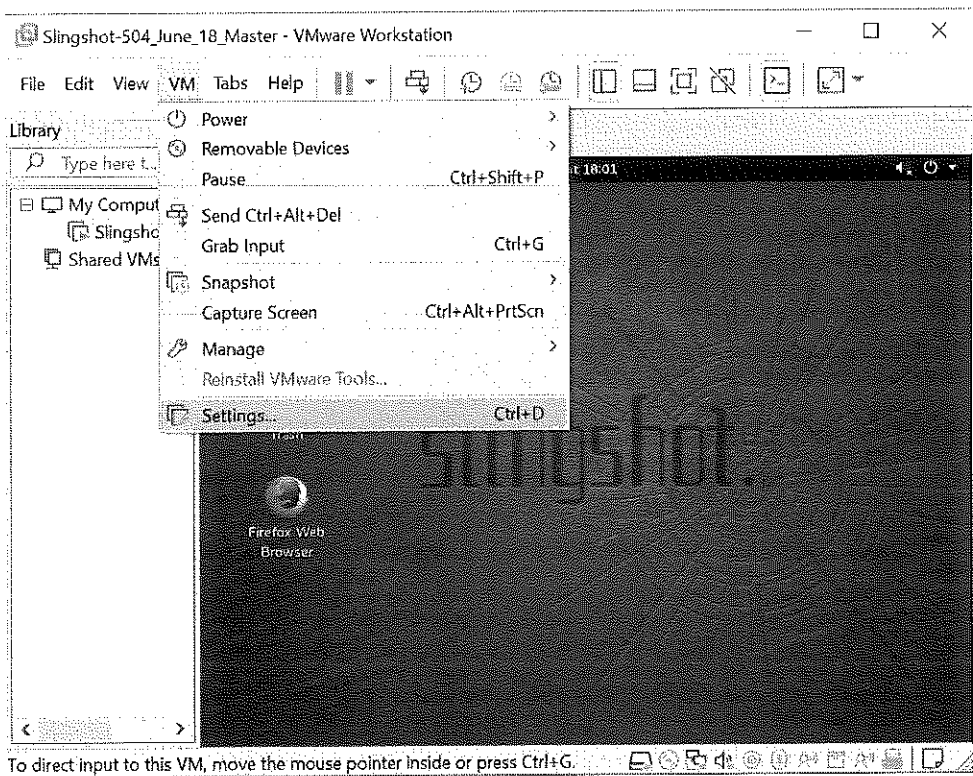 Slingshot-504_June_18_Master - VMware Workstation
File Edit View VM Tabs Help
Library
Type here t...
My Comput
Slingsho
Shared VMs
Power
Removable Devices
Pause Ctrl+Shift+P
Send Ctrl+Alt+Del
Grab Input Ctrl+G
Snapshot
Capture Screen Ctrl+Alt+PrtScn
Manage
Reinstall VMware Tools...
Settings... Ctrl+D
t 18:01
Trash
slingshot.
Firefox Web
Browser
To direct input to this VM, move the mouse pointer inside or press Ctrl+G.